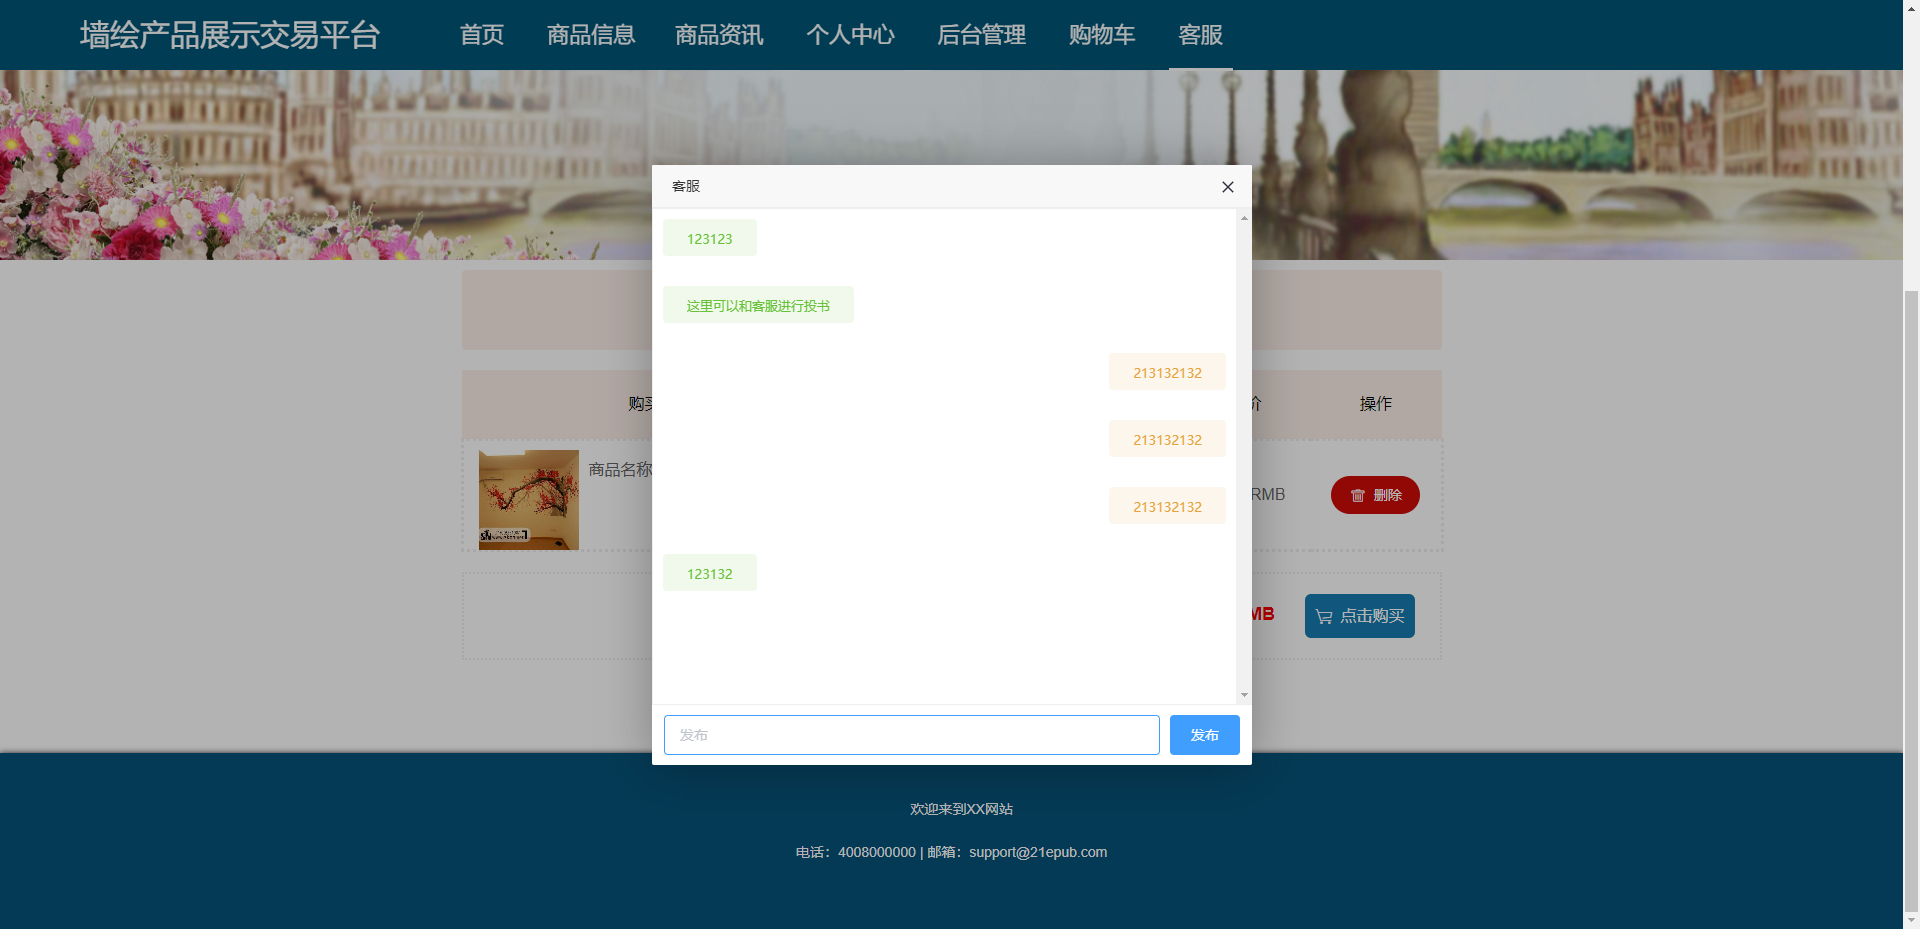 墙绘产品展示交易平台
首页 商品信息 商品资讯 个人中心 后台管理 购物车 客服
客服
123123
这里可以和客服进行投书
213132132
213132132
213132132
123132
发布 发布
购买 价 操作
商品名称 RMB 删除
MB 点击购买
欢迎来到XX网站
电话：4008000000 | 邮箱：support@21epub.com